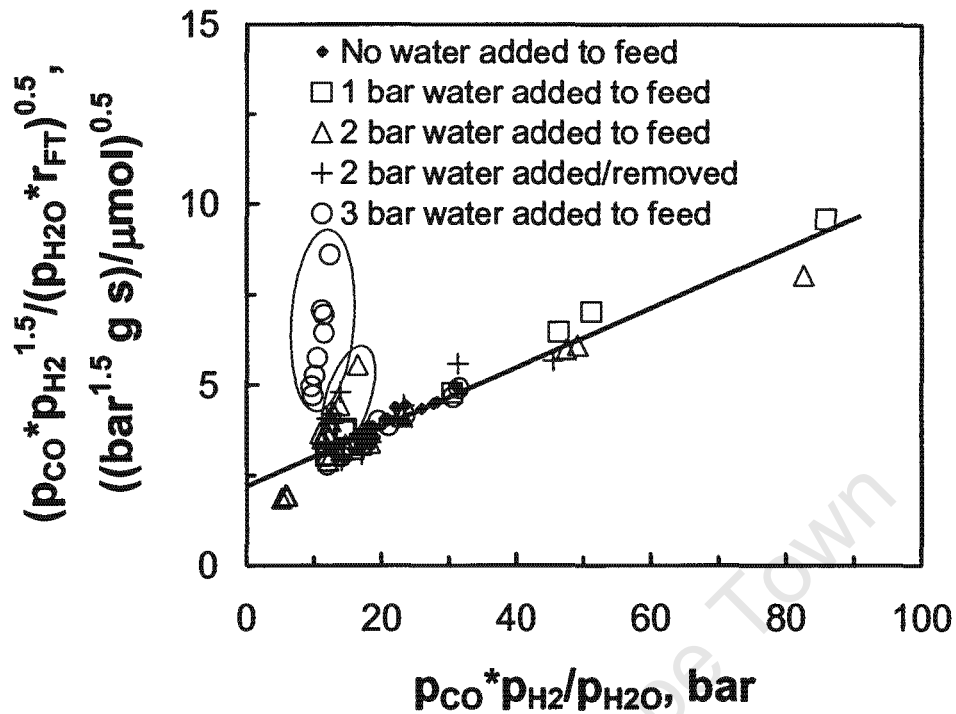 (pCO*pH2^1.5/(pH2O*rFT)^0.5,
((bar^1.5 g s)/μmol)^0.5
15
10
5
0
• No water added to feed
□ 1 bar water added to feed
△ 2 bar water added to feed
+ 2 bar water added/removed
○ 3 bar water added to feed
0 20 40 60 80 100
pCO*pH2/pH2O, bar
Town